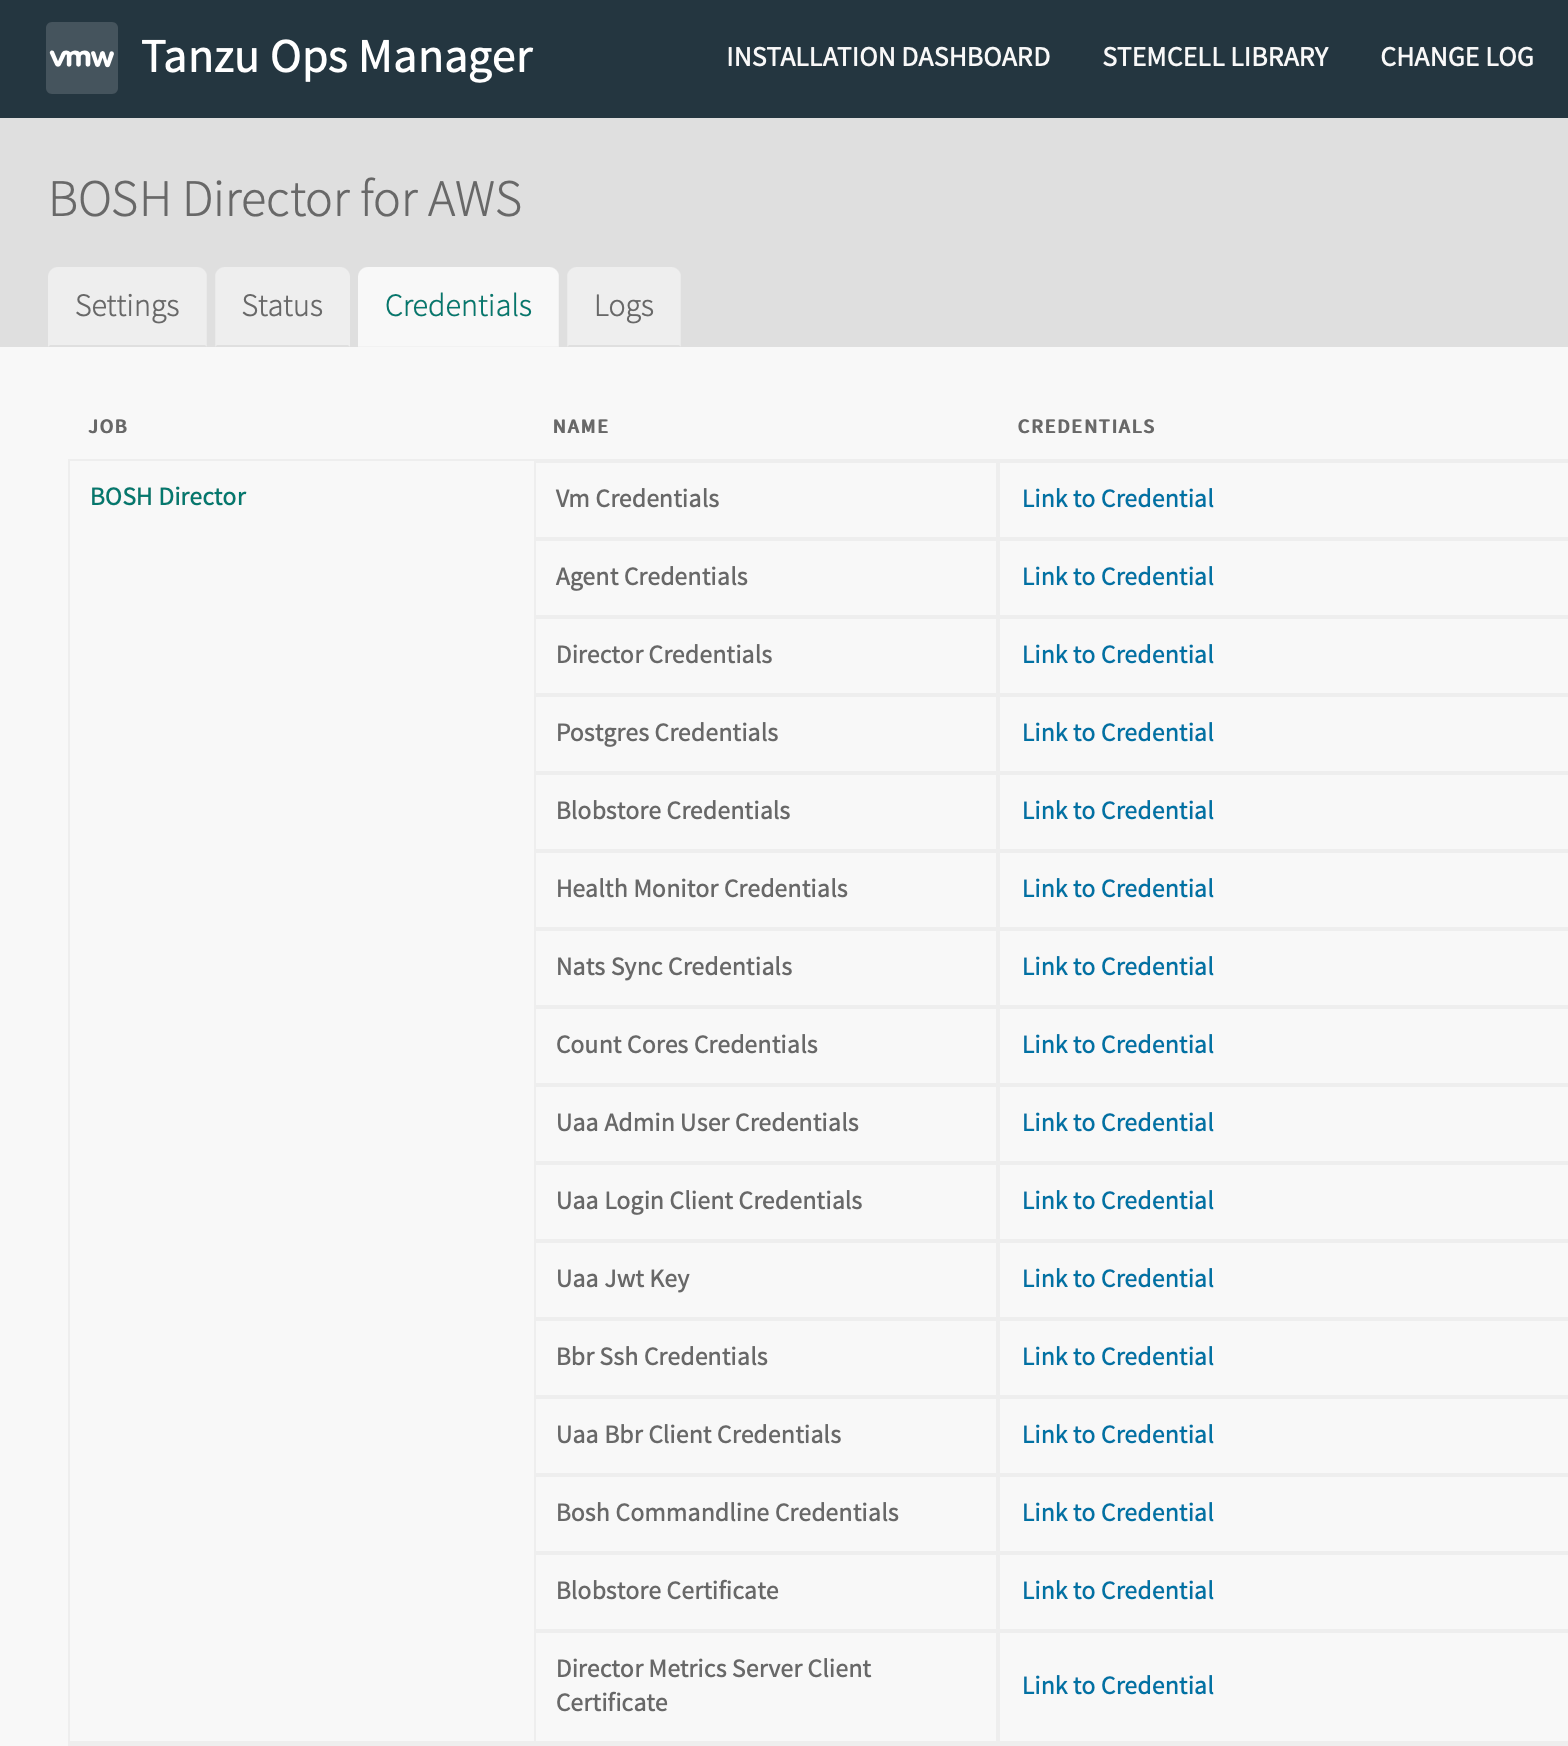 vmw Tanzu Ops Manager INSTALLATION DASHBOARD STEMCELL LIBRARY CHANGE LOG
BOSH Director for AWS
Settings Status Credentials Logs
JOB NAME CREDENTIALS
BOSH Director Vm Credentials Link to Credential
Agent Credentials Link to Credential
Director Credentials Link to Credential
Postgres Credentials Link to Credential
Blobstore Credentials Link to Credential
Health Monitor Credentials Link to Credential
Nats Sync Credentials Link to Credential
Count Cores Credentials Link to Credential
Uaa Admin User Credentials Link to Credential
Uaa Login Client Credentials Link to Credential
Uaa Jwt Key Link to Credential
Bbr Ssh Credentials Link to Credential
Uaa Bbr Client Credentials Link to Credential
Bosh Commandline Credentials Link to Credential
Blobstore Certificate Link to Credential
Director Metrics Server Client
Certificate
Link to Credential